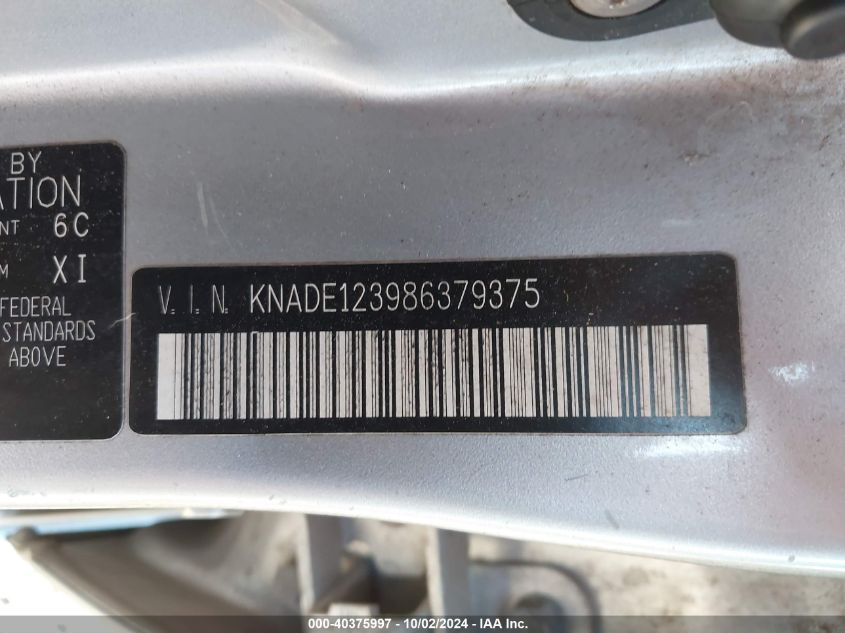 BY
ATION
NT 6C
M XI
FEDERAL
STANDARDS
ABOVE
V.I.N. KNADE123986379375
000-40375997 - 10/02/2024 - IAA Inc.